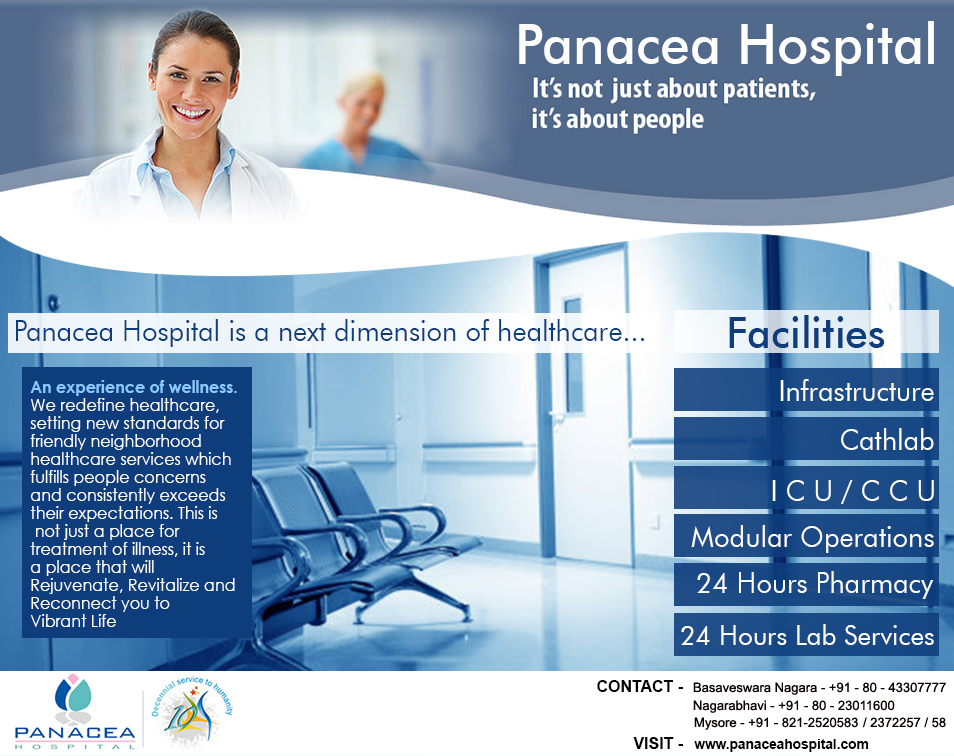 Panacea Hospital
It's not just about patients,
it's about people
Panacea Hospital is a next dimension of healthcare...
An experience of wellness.
We redefine healthcare,
setting new standards for
friendly neighborhood
healthcare services which
fulfills people concerns
and consistently exceeds
their expectations. This is
not just a place for
treatment of illness, it is
a place that will
Rejuvenate, Revitalize and
Reconnect you to
Vibrant Life
Facilities
Infrastructure
Cathlab
I C U / C C U
Modular Operations
24 Hours Pharmacy
24 Hours Lab Services
PANACEA
HOSPITAL
Decennial service to humanity
10
CONTACT - Basaveswara Nagara - +91 - 80 - 43307777
Nagarabhavi - +91 - 80 - 23011600
Mysore - +91 - 821-2520583 / 2372257 / 58
VISIT - www.panaceahospital.com